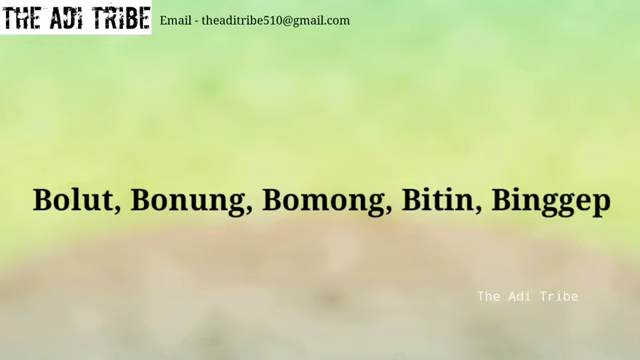 THE ADI TRIBE
Email - theaditribe510@gmail.com
Bolut, Bonung, Bomong, Bitin, Binggep
The Adi Tribe